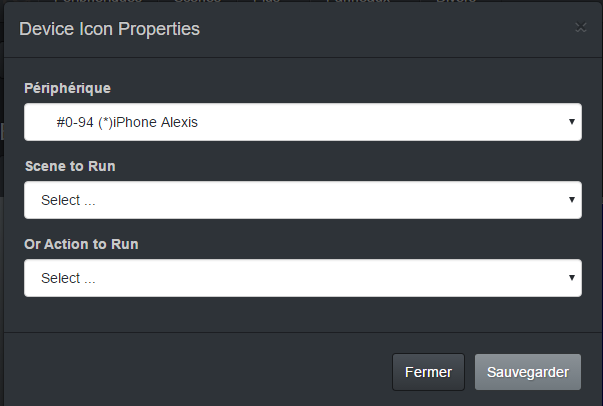 Device Icon Properties ×
Périphérique
#0-94 (*)iPhone Alexis
Scene to Run
Select ...
Or Action to Run
Select ...
Fermer Sauvegarder